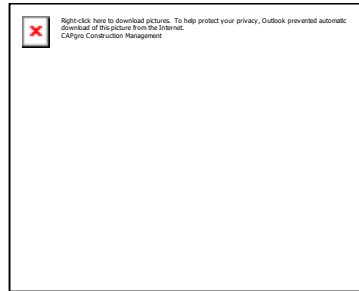 Right-click here to download pictures. To help protect your privacy, Outlook prevented automatic
download of this picture from the Internet.
CAPgro Construction Management